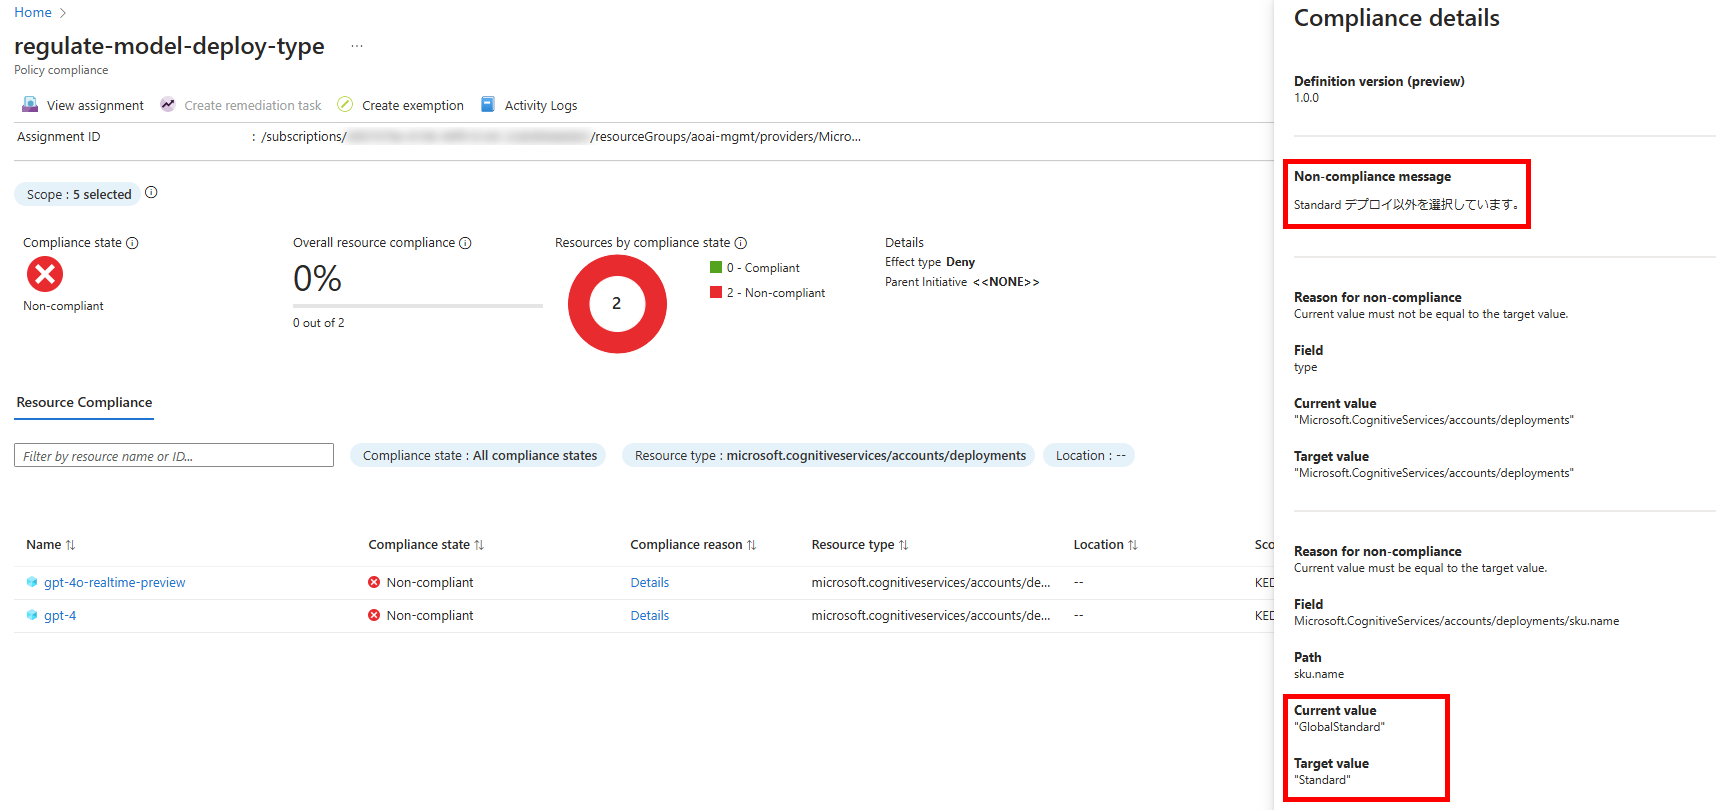 Home
regulate-model-deploy-type ...
Policy compliance
View assignment Create remediation task Create exemption Activity Logs
Assignment ID : /subscriptions/ /resourceGroups/aoai-mgmt/providers/Micro...
Scope : 5 selected
Compliance state
Non-compliant
Overall resource compliance
0%
0 out of 2
Resources by compliance state
2
0 - Compliant
2 - Non-compliant
Details
Effect type Deny
Parent Initiative <<NONE>>
Resource Compliance
Filter by resource name or ID...
Compliance state : All compliance states
Resource type : microsoft.cognitiveservices/accounts/deployments
Location : --
Name Compliance state Compliance reason Resource type Location Sco
gpt-4o-realtime-preview Non-compliant Details microsoft.cognitiveservices/accounts/de... -- KED
gpt-4 Non-compliant Details microsoft.cognitiveservices/accounts/de... -- KED
Compliance details
Definition version (preview)
1.0.0
Non-compliance message
Standard デプロイ以外を選択しています。
Reason for non-compliance
Current value must not be equal to the target value.
Field
type
Current value
"Microsoft.CognitiveServices/accounts/deployments"
Target value
"Microsoft.CognitiveServices/accounts/deployments"
Reason for non-compliance
Current value must be equal to the target value.
Field
Microsoft.CognitiveServices/accounts/deployments/sku.name
Path
sku.name
Current value
"GlobalStandard"
Target value
"Standard"